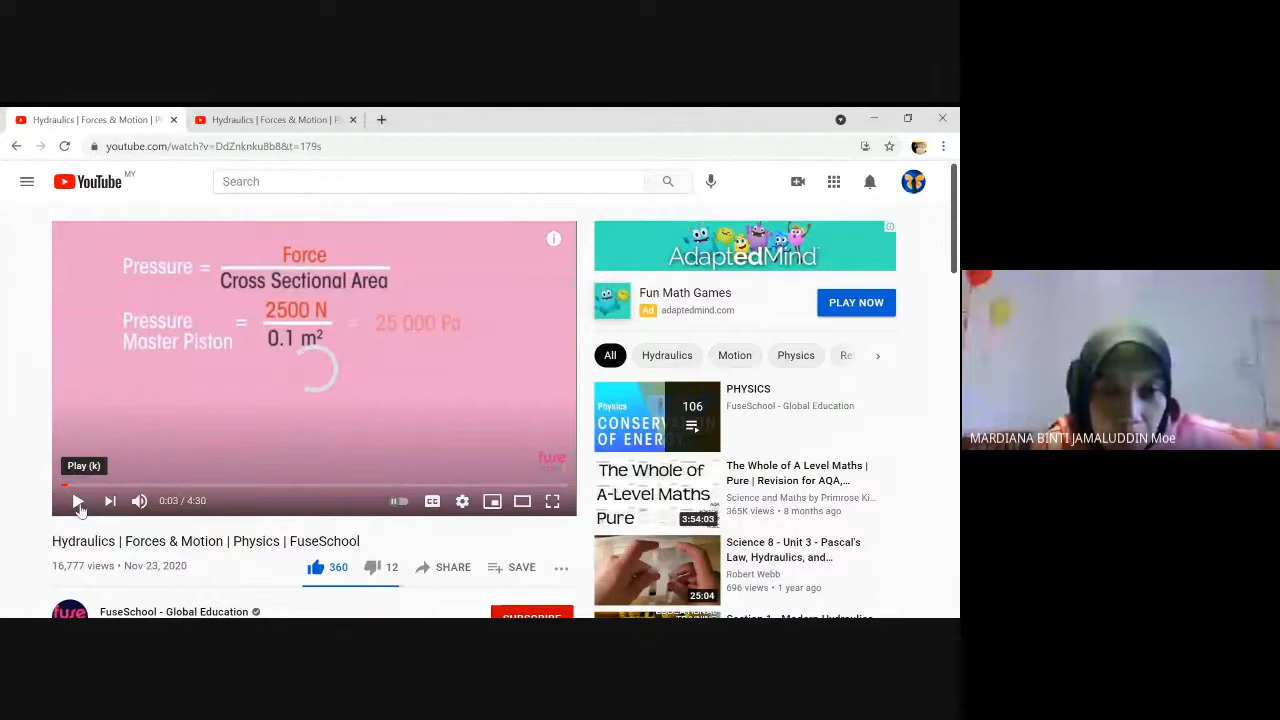 Hydraulics | Forces & Motion | P
Hydraulics | Forces & Motion | P
youtube.com/watch?v=DdZnknku8b8&t=179s
YouTube MY
Search
Pressure = Force
Cross Sectional Area
Pressure
Master Piston = 2500 N
0.1 m² = 25 000 Pa
fuse
Play (k)
0:03 / 4:30
CC
Hydraulics | Forces & Motion | Physics | FuseSchool
16,777 views • Nov 23, 2020
360
12
SHARE
SAVE
fuse
FuseSchool - Global Education
SUBSCRIBE
AdaptedMind
Fun Math Games
Ad adaptedmind.com
PLAY NOW
All
Hydraulics
Motion
Physics
Re
Physics
CONSERVATION
OF ENERGY
106
PHYSICS
FuseSchool - Global Education
The Whole of
A-Level Maths
Pure
3:54:03
The Whole of A Level Maths |
Pure | Revision for AQA,...
Science and Maths by Primrose Ki...
365K views • 8 months ago
25:04
Science 8 - Unit 3 - Pascal's
Law, Hydraulics, and...
Robert Webb
696 views • 1 year ago
MARDIANA BINTI JAMALUDDIN Moe